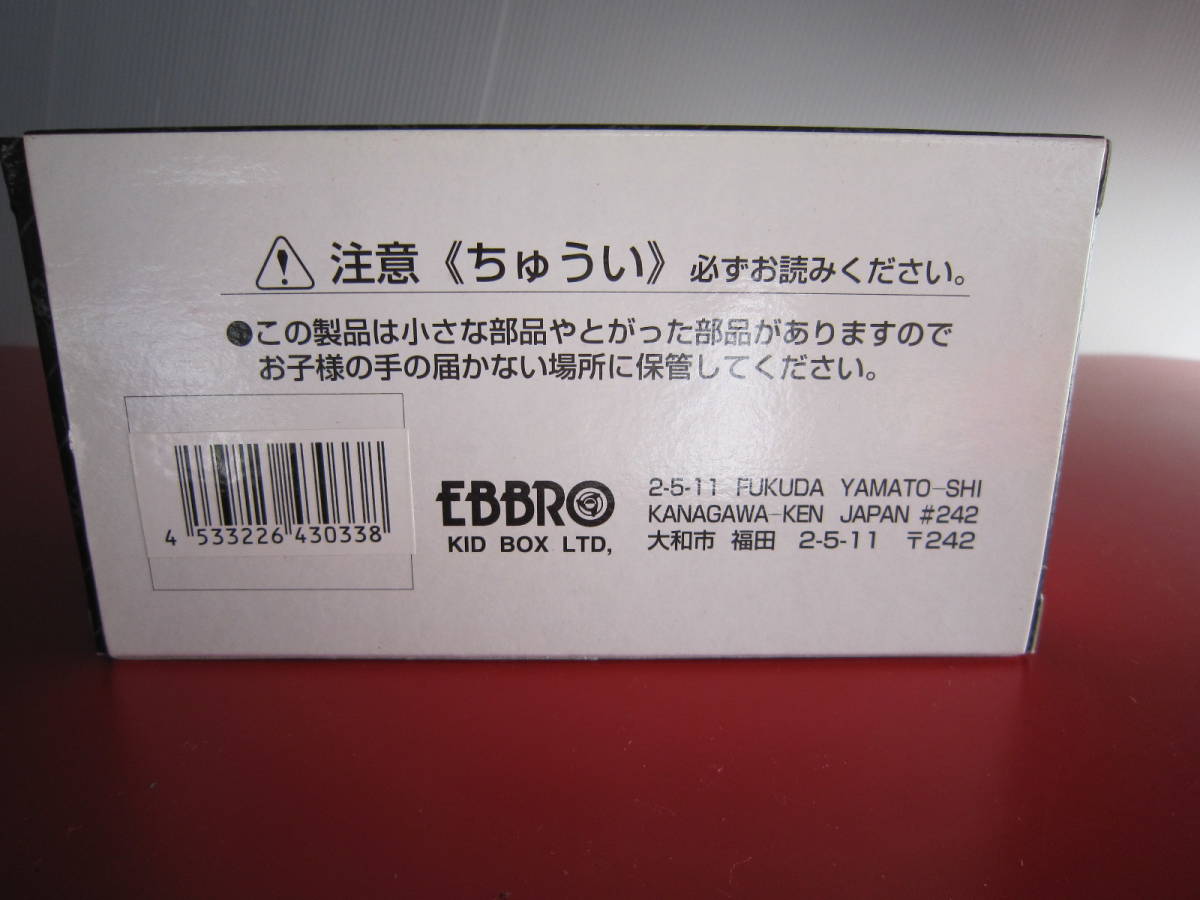 注意《ちゅうい》必ずお読みください。
●この製品は小さな部品やとがった部品がありますので
お子様の手の届かない場所に保管してください。
4 533226 430338
EBBRO
KID BOX LTD,
2-5-11 FUKUDA YAMATO-SHI
KANAGAWA-KEN JAPAN #242
大和市 福田 2-5-11 〒242